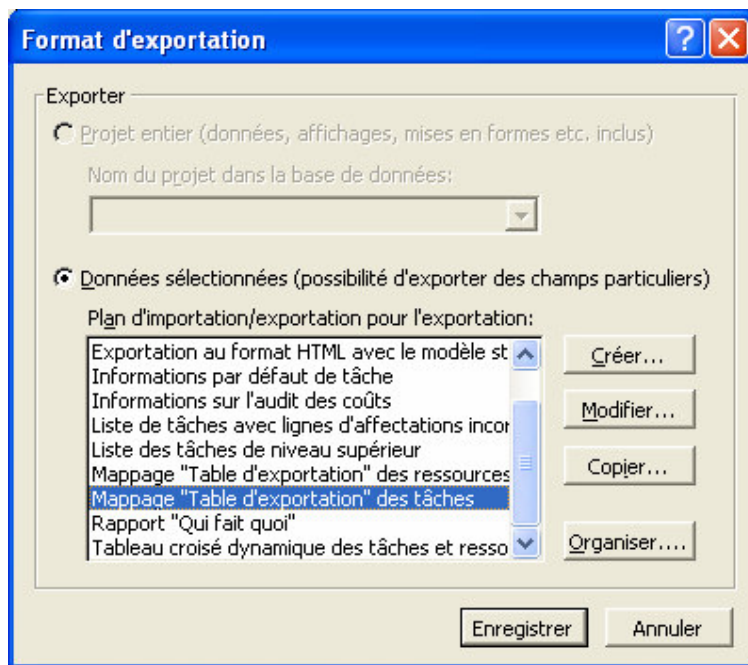 Format d'exportation
Exporter
Projet entier (données, affichages, mises en formes etc. inclus)
Nom du projet dans la base de données:
Données sélectionnées (possibilité d'exporter des champs particuliers)
Plan d'importation/exportation pour l'exportation:
Exportation au format HTML avec le modèle st
Créer...
Informations par défaut de tâche
Informations sur l'audit des coûts
Modifier...
Liste de tâches avec lignes d'affectations incor
Liste des tâches de niveau supérieur
Mappage "Table d'exportation" des ressources
Copier...
Mappage "Table d'exportation" des tâches
Rapport "Qui fait quoi"
Tableau croisé dynamique des tâches et resso
Organiser....
Enregistrer
Annuler